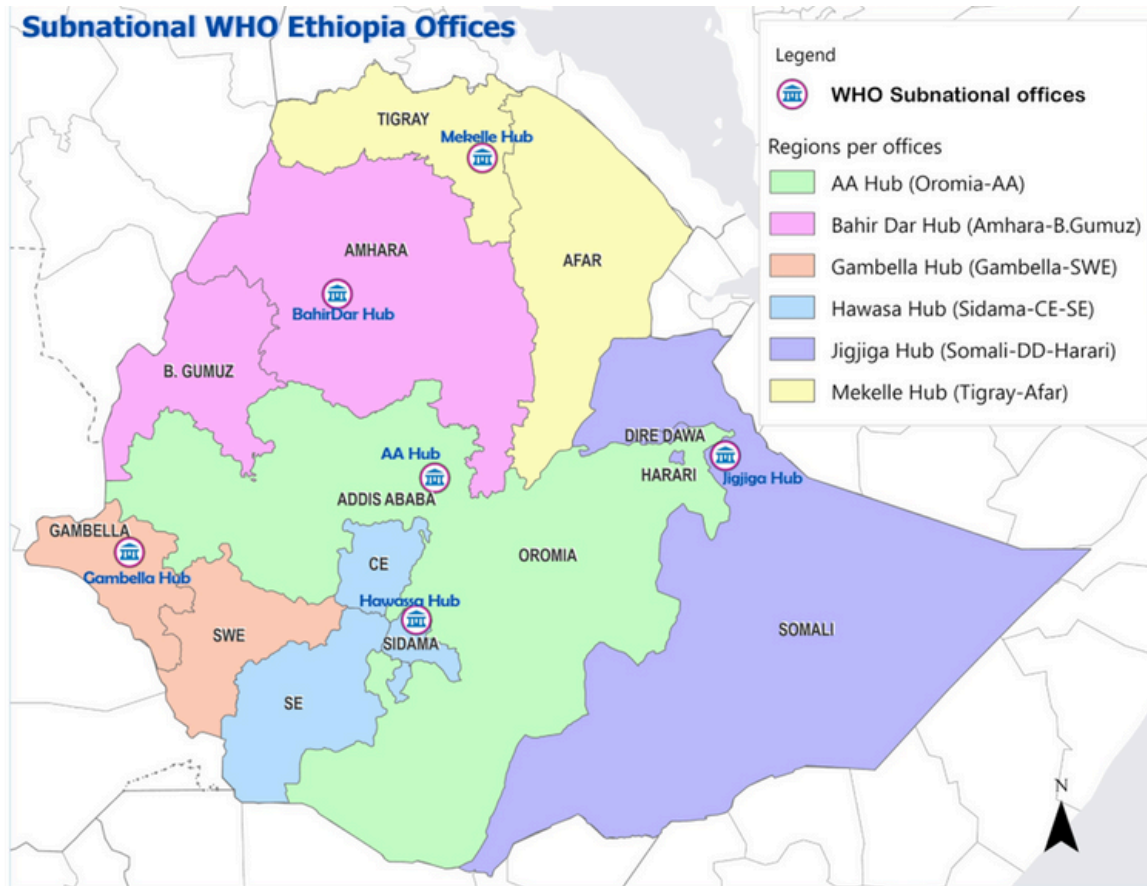 Subnational WHO Ethiopia Offices
Legend
WHO Subnational offices
Regions per offices
AA Hub (Oromia-AA)
Bahir Dar Hub (Amhara-B.Gumuz)
Gambella Hub (Gambella-SWE)
Hawasa Hub (Sidama-CE-SE)
Jigjiga Hub (Somali-DD-Harari)
Mekelle Hub (Tigray-Afar)
TIGRAY
Mekelle Hub
AMHARA
AFAR
BahirDar Hub
B. GUMUZ
DIRE DAWA
AA Hub
HARARI
Jigjiga Hub
ADDIS ABABA
GAMBELLA
OROMIA
CE
Gambella Hub
Hawassa Hub
SWE
SIDAMA
SOMALI
SE
N